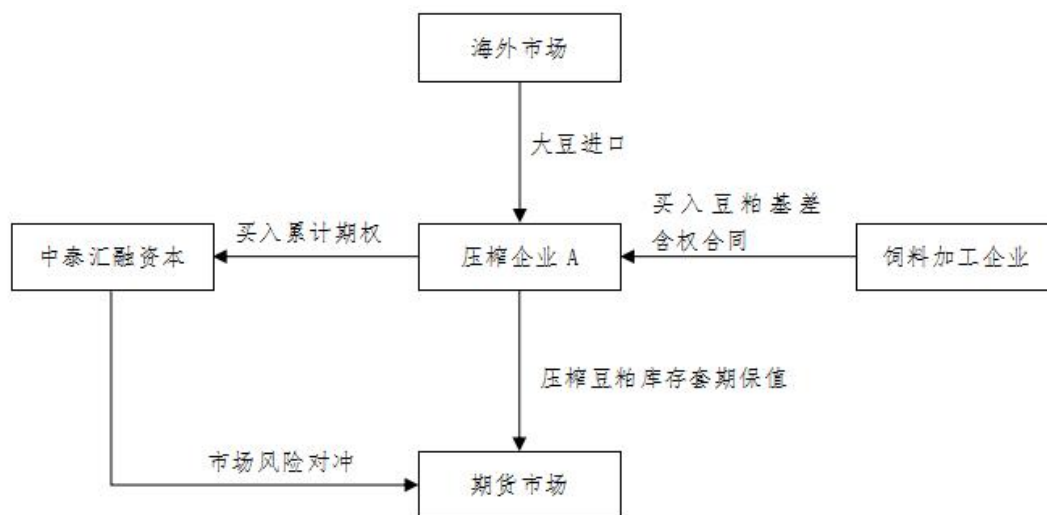 海外市场
大豆进口
买入豆粕基差
含权合同
买入累计期权
中泰汇融资本
压榨企业 A
饲料加工企业
压榨豆粕库存套期保值
市场风险对冲
期货市场